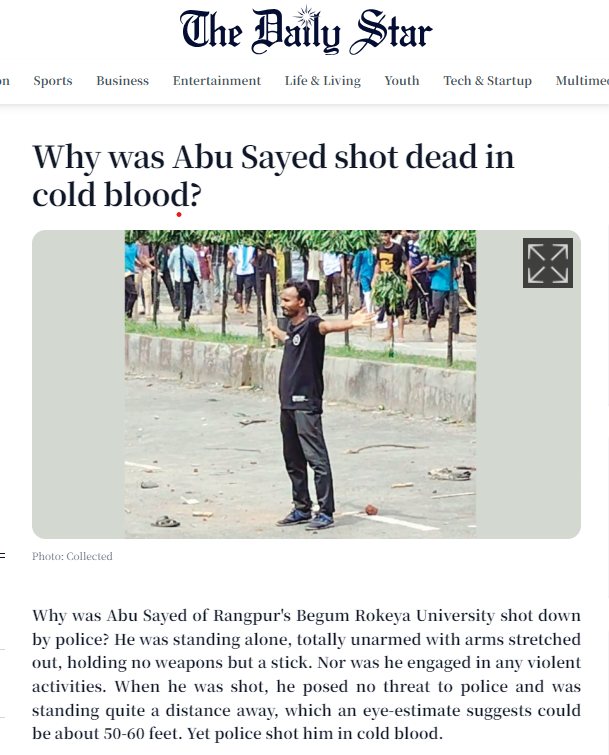 The Daily Star
Sports Business Entertainment Life & Living Youth Tech & Startup
Why was Abu Sayed shot dead in
cold blood?
Photo: Collected
Why was Abu Sayed of Rangpur's Begum Rokeya University shot down
by police? He was standing alone, totally unarmed with arms stretched
out, holding no weapons but a stick. Nor was he engaged in any violent
activities. When he was shot, he posed no threat to police and was
standing quite a distance away, which an eye-estimate suggests could
be about 50-60 feet. Yet police shot him in cold blood.